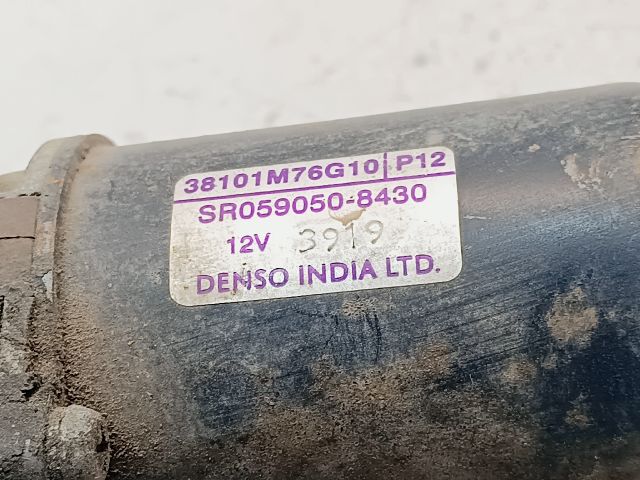 38101M76G10 | P12
SR059050-8430
12V 3919
DENSO INDIA LTD.